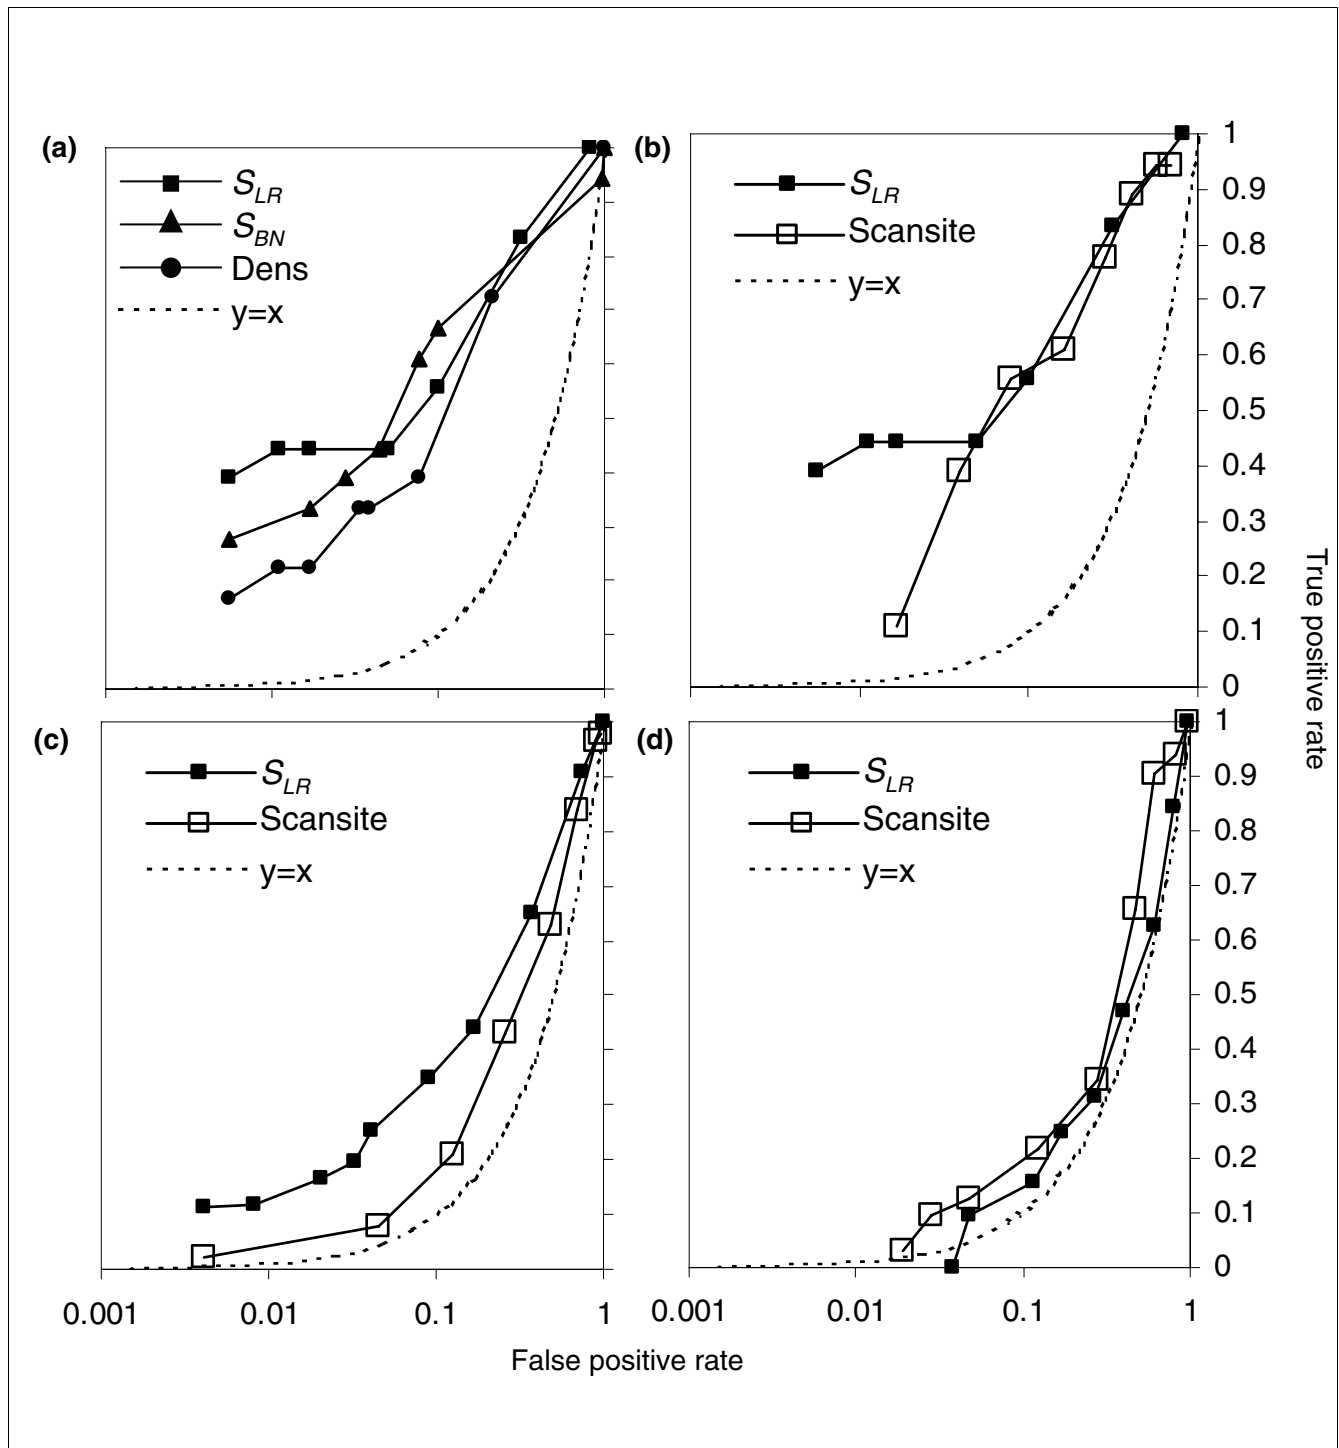 (a)
S_LR
S_BN
Dens
y=x
(b)
S_LR
Scansite
y=x
1
0.9
0.8
0.7
0.6
0.5
0.4
0.3
0.2
0.1
0
True positive rate
(c)
S_LR
Scansite
y=x
(d)
S_LR
Scansite
y=x
1
0.9
0.8
0.7
0.6
0.5
0.4
0.3
0.2
0.1
0
0.001 0.01 0.1 1
0.001 0.01 0.1 1
False positive rate